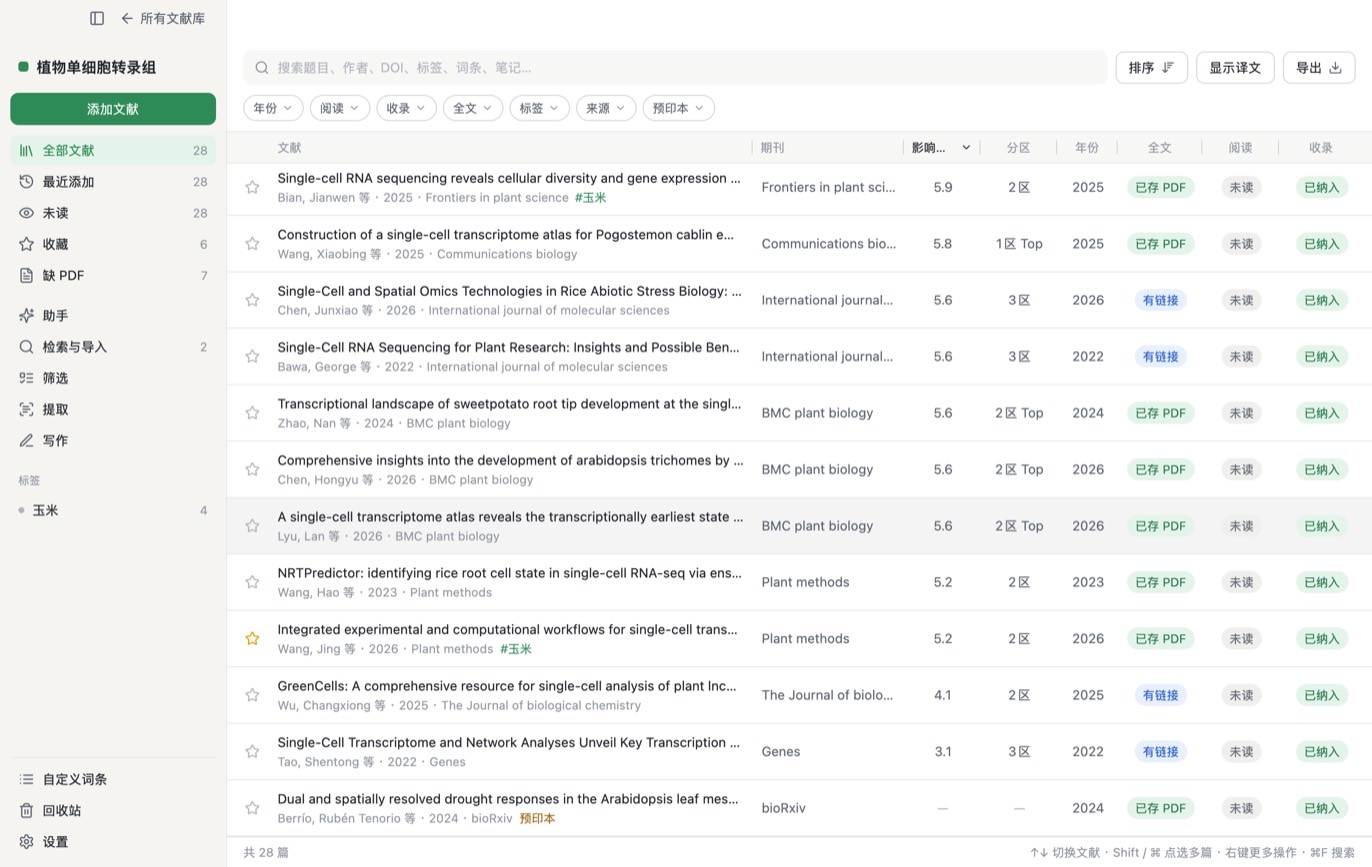 所有文献库
植物单细胞转录组
添加文献
全部文献 28
最近添加 28
未读 28
收藏 6
缺 PDF 7
助手
检索与导入 2
筛选
提取
写作
标签
玉米 4
自定义词条
回收站
设置
搜索题目、作者、DOI、标签、词条、笔记...
排序 显示译文 导出
年份 阅读 收录 全文 标签 来源 预印本
文献 期刊 影响... 分区 年份 全文 阅读 收录
Single-cell RNA sequencing reveals cellular diversity and gene expression ...
Bian, Jianwen 等 · 2025 · Frontiers in plant science #玉米
Frontiers in plant sci... 5.9 2区 2025 已存 PDF 未读 已纳入
Construction of a single-cell transcriptome atlas for Pogostemon cablin e...
Wang, Xiaobing 等 · 2025 · Communications biology
Communications bio... 5.8 1区 Top 2025 已存 PDF 未读 已纳入
Single-Cell and Spatial Omics Technologies in Rice Abiotic Stress Biology: ...
Chen, Junxiao 等 · 2026 · International journal of molecular sciences
International journal... 5.6 3区 2026 有链接 未读 已纳入
Single-Cell RNA Sequencing for Plant Research: Insights and Possible Ben...
Bawa, George 等 · 2022 · International journal of molecular sciences
International journal... 5.6 3区 2022 有链接 未读 已纳入
Transcriptional landscape of sweetpotato root tip development at the singl...
Zhao, Nan 等 · 2024 · BMC plant biology
BMC plant biology 5.6 2区 Top 2024 已存 PDF 未读 已纳入
Comprehensive insights into the development of arabidopsis trichomes by ...
Chen, Hongyu 等 · 2026 · BMC plant biology
BMC plant biology 5.6 2区 Top 2026 已存 PDF 未读 已纳入
A single-cell transcriptome atlas reveals the transcriptionally earliest state ...
Lyu, Lan 等 · 2026 · BMC plant biology
BMC plant biology 5.6 2区 Top 2026 已存 PDF 未读 已纳入
NRTPredictor: identifying rice root cell state in single-cell RNA-seq via ens...
Wang, Hao 等 · 2023 · Plant methods
Plant methods 5.2 2区 2023 已存 PDF 未读 已纳入
Integrated experimental and computational workflows for single-cell trans...
Wang, Jing 等 · 2026 · Plant methods #玉米
Plant methods 5.2 2区 2026 已存 PDF 未读 已纳入
GreenCells: A comprehensive resource for single-cell analysis of plant lnc...
Wu, Changxiong 等 · 2025 · The Journal of biological chemistry
The Journal of biolo... 4.1 2区 2025 有链接 未读 已纳入
Single-Cell Transcriptome and Network Analyses Unveil Key Transcription ...
Tao, Shentong 等 · 2022 · Genes
Genes 3.1 3区 2022 有链接 未读 已纳入
Dual and spatially resolved drought responses in the Arabidopsis leaf mes...
Berrío, Rubén Tenorio 等 · 2024 · bioRxiv 预印本
bioRxiv — — 2024 已存 PDF 未读 已纳入
共 28 篇
↑↓ 切换文献 · Shift / ⌘ 点选多篇 · 右键更多操作 · ⌘F 搜索